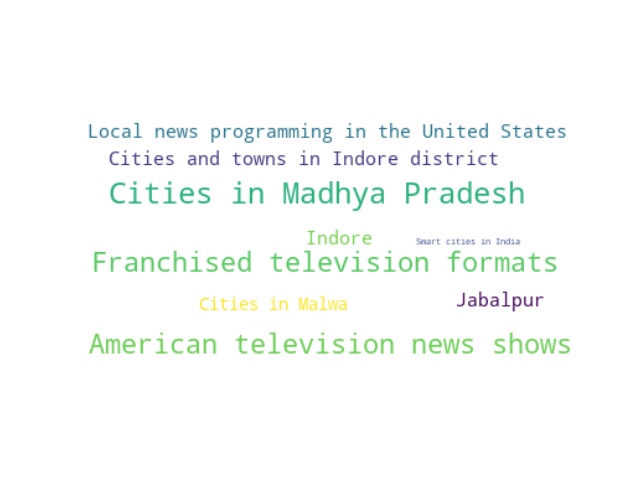 Local news programming in the United States
Cities and towns in Indore district
Cities in Madhya Pradesh
Indore
Smart cities in India
Franchised television formats
Cities in Malwa
Jabalpur
American television news shows